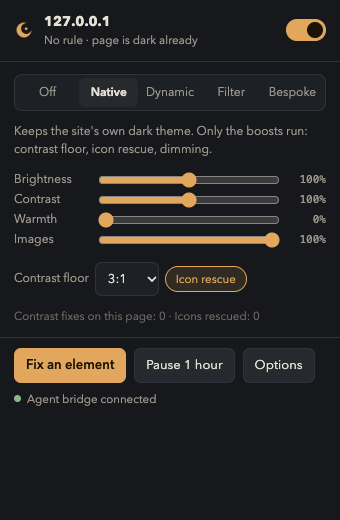 127.0.0.1
No rule · page is dark already
Off Native Dynamic Filter Bespoke
Keeps the site's own dark theme. Only the boosts run:
contrast floor, icon rescue, dimming.
Brightness 100%
Contrast 100%
Warmth 0%
Images 100%
Contrast floor 3:1 Icon rescue
Contrast fixes on this page: 0 · Icons rescued: 0
Fix an element Pause 1 hour Options
Agent bridge connected